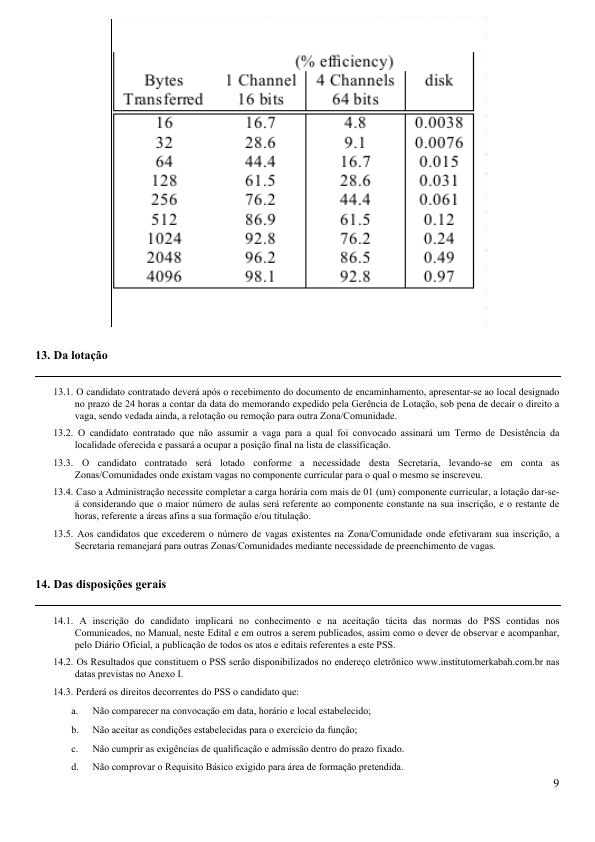 (% efficiency)
Bytes 1 Channel 4 Channels disk
Transferred 16 bits 64 bits
16 16.7 4.8 0.0038
32 28.6 9.1 0.0076
64 44.4 16.7 0.015
128 61.5 28.6 0.031
256 76.2 44.4 0.061
512 86.9 61.5 0.12
1024 92.8 76.2 0.24
2048 96.2 86.5 0.49
4096 98.1 92.8 0.97
13. Da lotação
13.1. O candidato contratado deverá após o recebimento do documento de encaminhamento, apresentar-se ao local designado
no prazo de 24 horas a contar da data do memorando expedido pela Gerência de Lotação, sob pena de decair o direito a
vaga, sendo vedada ainda, a relotação ou remoção para outra Zona/Comunidade.
13.2. O candidato contratado que não assumir a vaga para a qual foi convocado assinará um Termo de Desistência da
localidade oferecida e passará a ocupar a posição final na lista de classificação.
13.3. O candidato contratado será lotado conforme a necessidade desta Secretaria, levando-se em conta as
Zonas/Comunidades onde existam vagas no componente curricular para o qual o mesmo se inscreveu.
13.4. Caso a Administração necessite completar a carga horária com mais de 01 (um) componente curricular, a lotação dar-se-
á considerando que o maior número de aulas será referente ao componente constante na sua inscrição, e o restante de
horas, referente a áreas afins a sua formação e/ou titulação.
13.5. Aos candidatos que excederem o número de vagas existentes na Zona/Comunidade onde efetivaram sua inscrição, a
Secretaria remanejará para outras Zonas/Comunidades mediante necessidade de preenchimento de vagas.
14. Das disposições gerais
14.1. A inscrição do candidato implicará no conhecimento e na aceitação tácita das normas do PSS contidas nos
Comunicados, no Manual, neste Edital e em outros a serem publicados, assim como o dever de observar e acompanhar,
pelo Diário Oficial, a publicação de todos os atos e editais referentes a este PSS.
14.2. Os Resultados que constituem o PSS serão disponibilizados no endereço eletrônico www.institutomerkabah.com.br nas
datas previstas no Anexo I.
14.3. Perderá os direitos decorrentes do PSS o candidato que:
a. Não comparecer na convocação em data, horário e local estabelecido;
b. Não aceitar as condições estabelecidas para o exercício da função;
c. Não cumprir as exigências de qualificação e admissão dentro do prazo fixado.
d. Não comprovar o Requisito Básico exigido para área de formação pretendida.
9